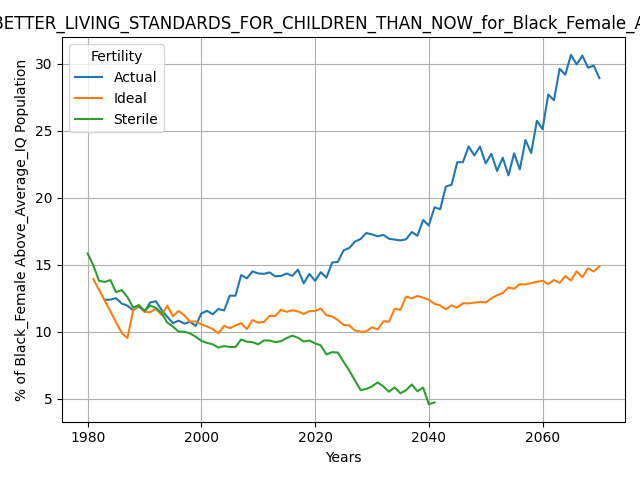 BETTER_LIVING_STANDARDS_FOR_CHILDREN_THAN_NOW_for_Black_Female_A
Fertility
Actual
Ideal
Sterile
% of Black_Female Above_Average_IQ Population
30
25
20
15
10
5
1980
2000
2020
2040
2060
Years